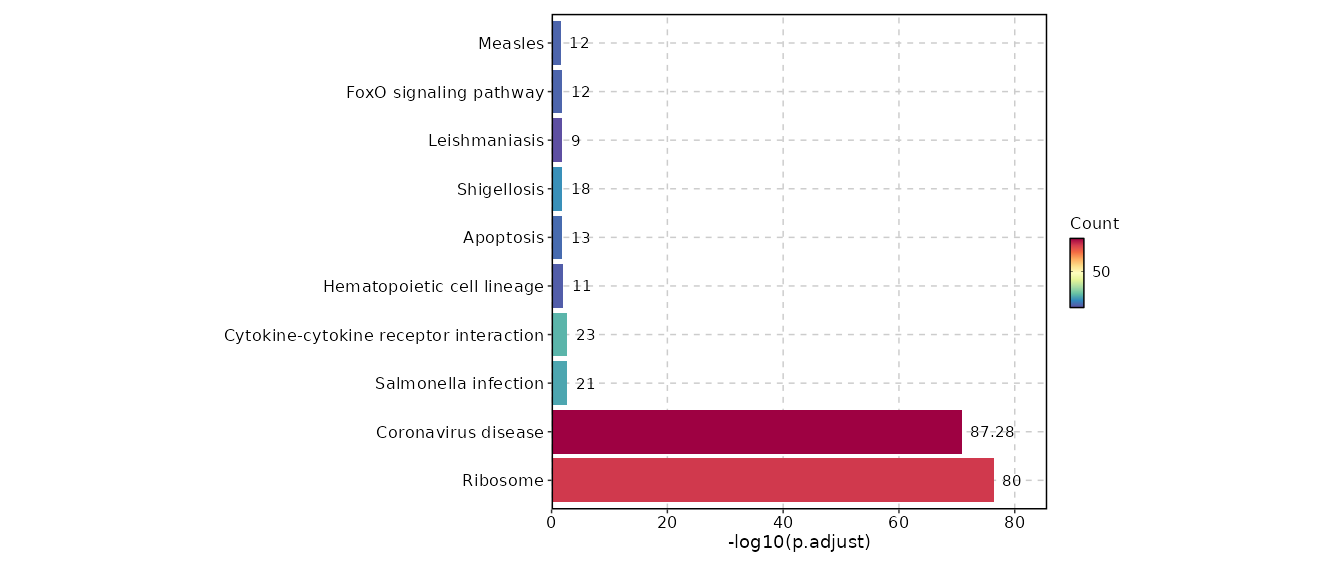 Measles 12
FoxO signaling pathway 12
Leishmaniasis 9
Shigellosis 18
Apoptosis 13
Hematopoietic cell lineage 11
Cytokine-cytokine receptor interaction 23
Salmonella infection 21
Coronavirus disease 87.28
Ribosome 80
0 20 40 60 80
-log10(p.adjust)
Count
50